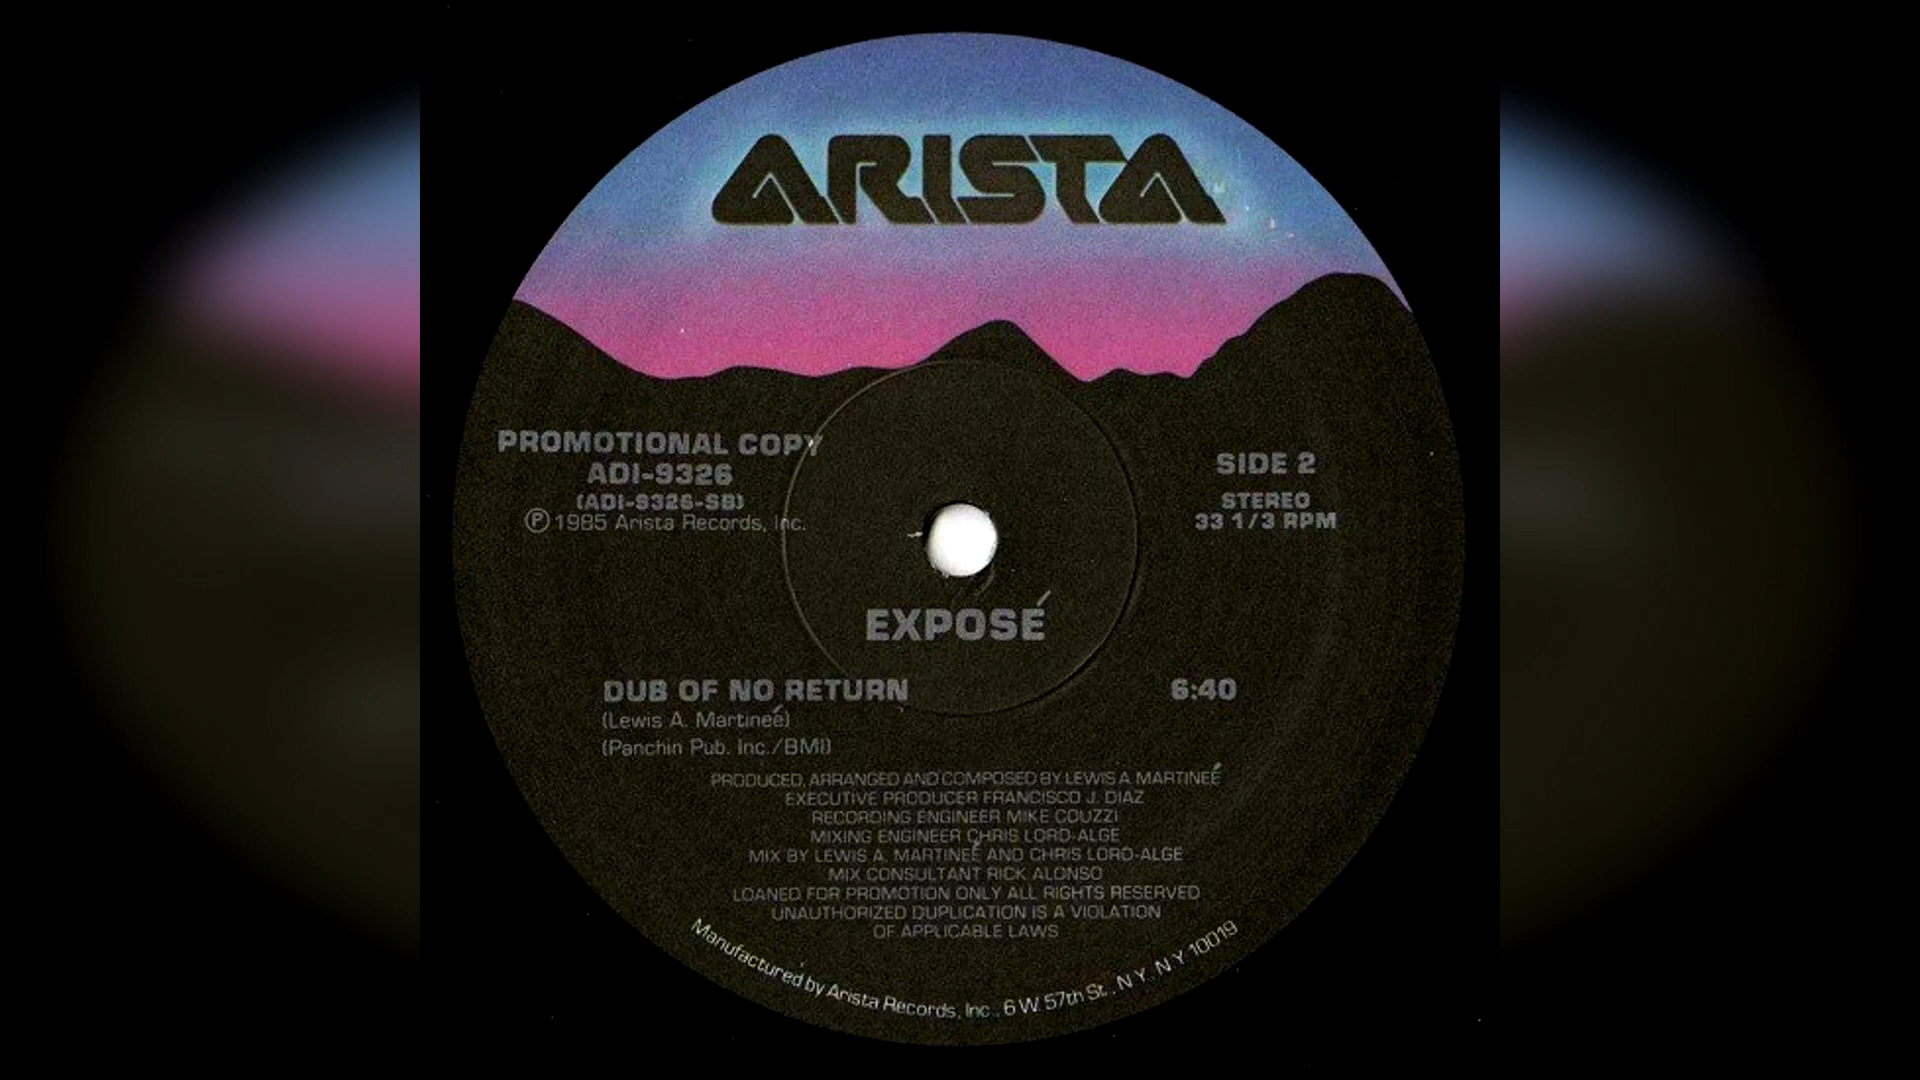 ARISTA
PROMOTIONAL COPY
ADI-9326
(ADI-9326-SB)
Ⓟ 1985 Arista Records, Inc.
SIDE 2
STEREO
33 1/3 RPM
EXPOSÉ
DUB OF NO RETURN 6:40
(Lewis A. Martineé)
(Panchin Pub. Inc./BMI)
PRODUCED, ARRANGED AND COMPOSED BY LEWIS A MARTINEÉ
EXECUTIVE PRODUCER FRANCISCO J. DIAZ
RECORDING ENGINEER MIKE COUZZI
MIXING ENGINEER CHRIS LORD-ALGE
MIX BY LEWIS A. MARTINEÉ AND CHRIS LORD-ALGE
MIX CONSULTANT RICK ALONSO
LOANED FOR PROMOTION ONLY ALL RIGHTS RESERVED
UNAUTHORIZED DUPLICATION IS A VIOLATION
OF APPLICABLE LAWS
Manufactured by Arista Records, Inc., 6 W. 57th St., N.Y. N.Y. 10019